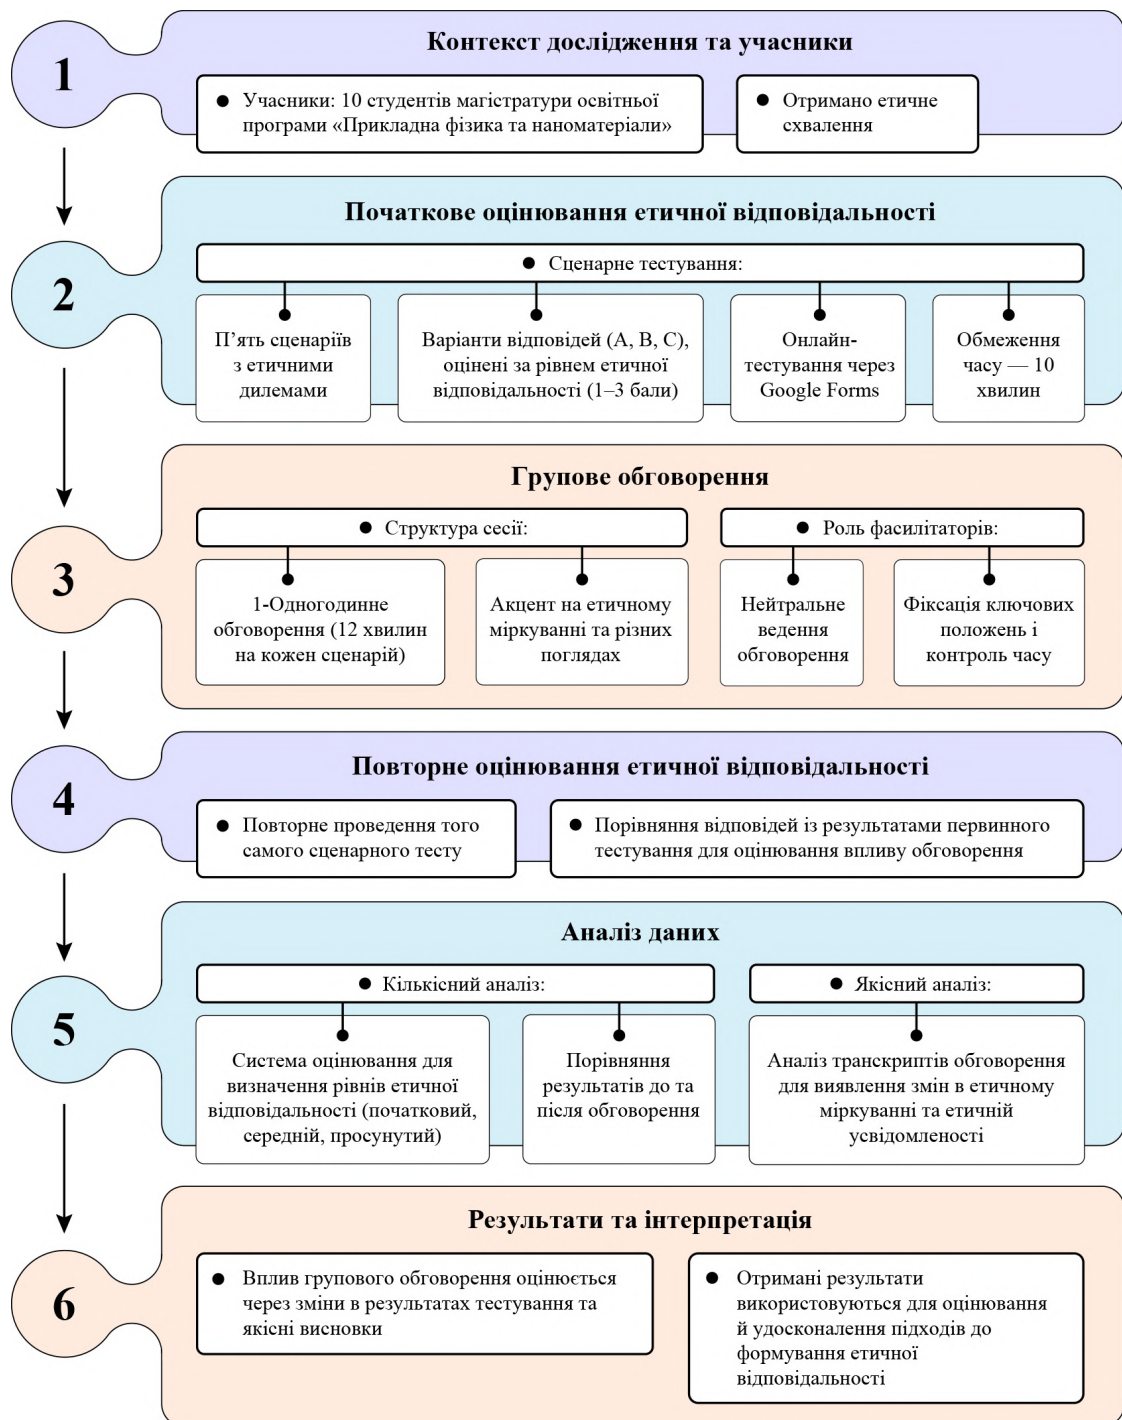 1
Контекст дослідження та учасники
● Учасники: 10 студентів магістратури освітньої
програми «Прикладна фізика та наноматеріали»
● Отримано етичне
схвалення
2
Початкове оцінювання етичної відповідальності
● Сценарне тестування:
П’ять сценаріїв
з етичними
дилемами
Варіанти відповідей (A, B, C),
оцінені за рівнем етичної
відповідальності (1–3 бали)
Онлайн-
тестування через
Google Forms
Обмеження
часу — 10
хвилин
3
Групове обговорення
● Структура сесії:
1-Одногодинне
обговорення (12 хвилин
на кожен сценарій)
Акцент на етичному
міркуванні та різних
поглядах
● Роль фасилітаторів:
Нейтральне
ведення
обговорення
Фіксація ключових
положень і
контроль часу
4
Повторне оцінювання етичної відповідальності
● Повторне проведення того
самого сценарного тесту
● Порівняння відповідей із результатами первинного
тестування для оцінювання впливу обговорення
5
Аналіз даних
● Кількісний аналіз:
Система оцінювання для
визначення рівнів етичної
відповідальності (початковий,
середній, просунутий)
Порівняння
результатів до та
після обговорення
● Якісний аналіз:
Аналіз транскриптів обговорення
для виявлення змін в етичному
міркуванні та етичній
усвідомленості
6
Результати та інтерпретація
● Вплив групового обговорення оцінюється
через зміни в результатах тестування та
якісні висновки
● Отримані результати
використовуються для оцінювання
й удосконалення підходів до
формування етичної
відповідальності